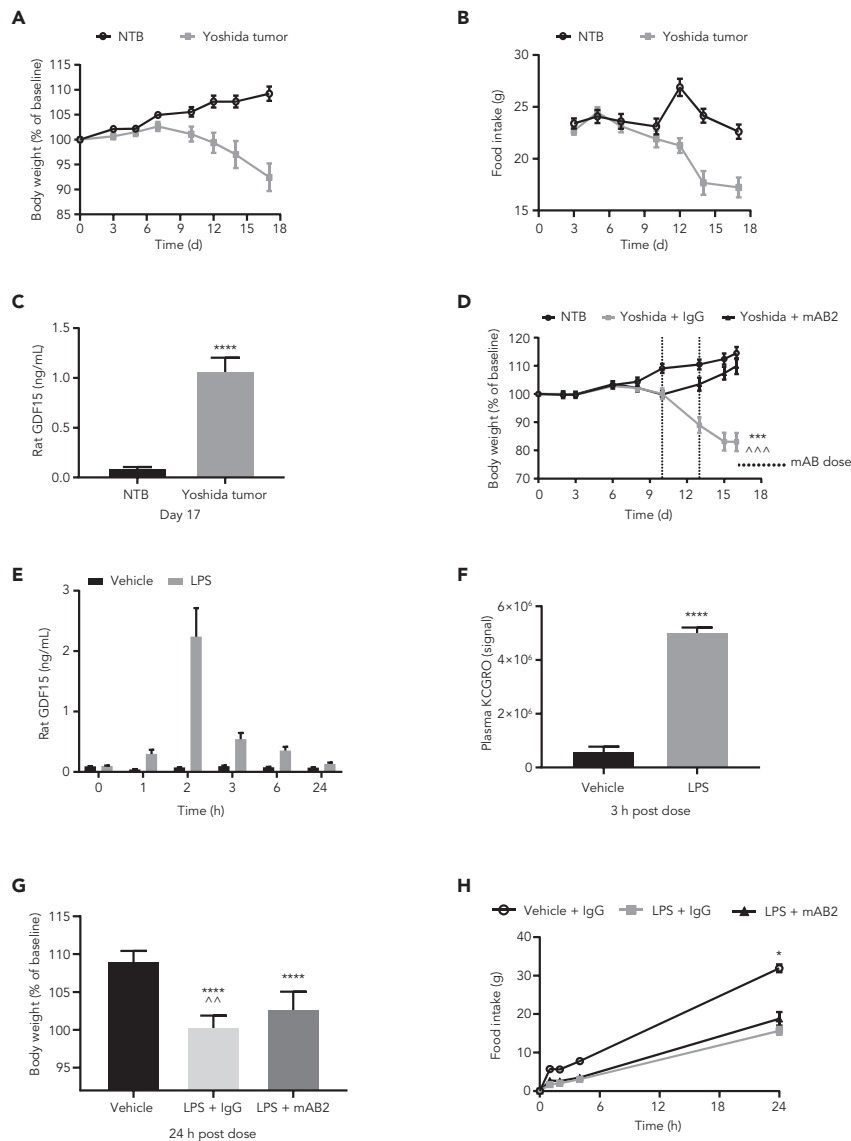 A
NTB
Yoshida tumor
Body weight (% of baseline)
115
110
105
100
95
90
85
0 3 6 9 12 15 18
Time (d)
B
NTB
Yoshida tumor
Food intake (g)
30
25
20
15
0 3 6 9 12 15 18
Time (d)
C
Rat GDF15 (ng/mL)
1.5
1.0
0.5
0.0
****
NTB Yoshida tumor
Day 17
D
NTB
Yoshida + IgG
Yoshida + mAB2
Body weight (% of baseline)
120
110
100
90
80
70
***
^^^
mAB dose
0 3 6 9 12 15 18
Time (d)
E
Vehicle
LPS
Rat GDF15 (ng/mL)
3
2
1
0
0 1 2 3 6 24
Time (h)
F
Plasma KCGRO (signal)
6×10⁶
4×10⁶
2×10⁶
0
****
Vehicle LPS
3 h post dose
G
Body weight (% of baseline)
115
110
105
100
95
****
^^
****
Vehicle LPS + IgG LPS + mAB2
24 h post dose
H
Vehicle + IgG
LPS + IgG
LPS + mAB2
Food intake (g)
40
30
20
10
0
*
0 6 12 18 24
Time (h)